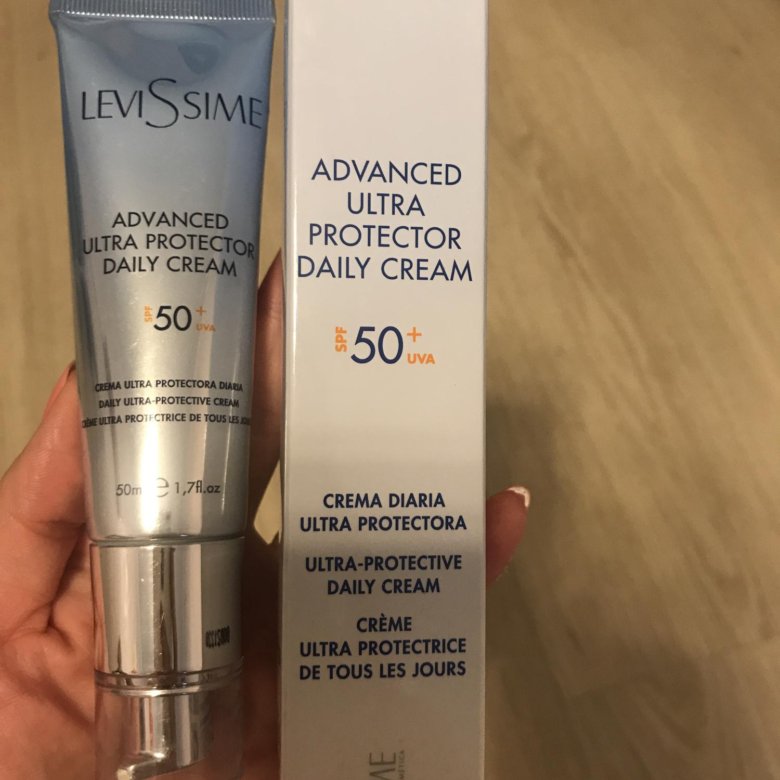 LEVISSIME
ADVANCED
ULTRA PROTECTOR
DAILY CREAM
SPF 50+ UVA
CREMA ULTRA PROTECTORA DIARIA
DAILY ULTRA-PROTECTIVE CREAM
CRÈME ULTRA PROTECTRICE DE TOUS LES JOURS
50ml e 1,7fl.oz
ADVANCED
ULTRA
PROTECTOR
DAILY CREAM
SPF 50+ UVA
CREMA DIARIA
ULTRA PROTECTORA
ULTRA-PROTECTIVE
DAILY CREAM
CRÈME
ULTRA PROTECTRICE
DE TOUS LES JOURS